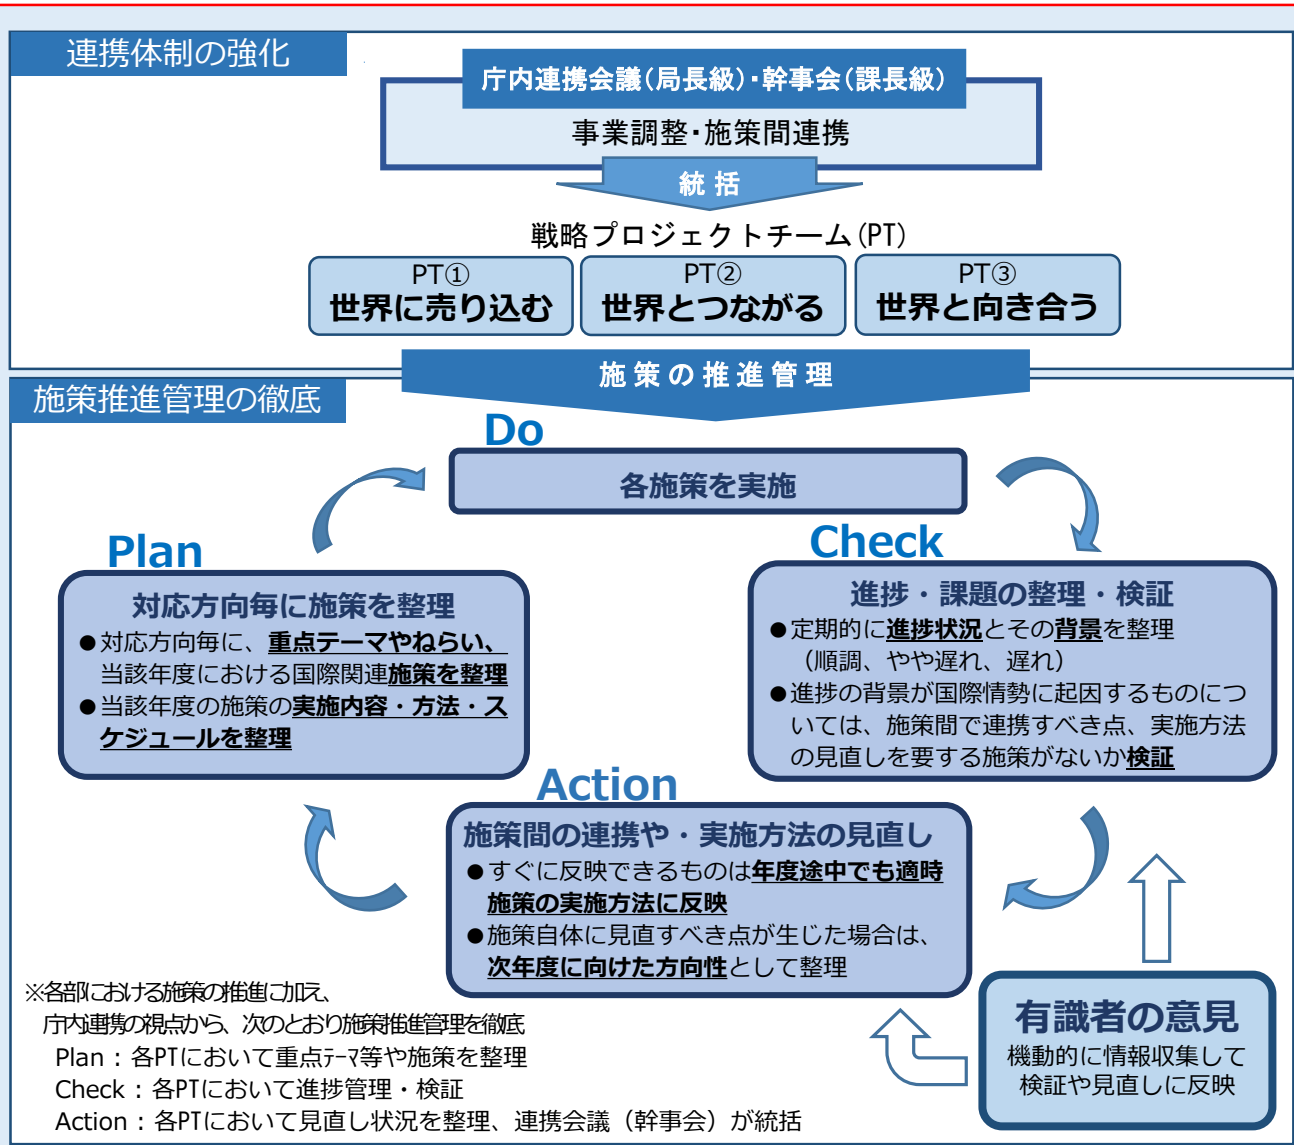 連携体制の強化
庁内連携会議(局長級)・幹事会(課長級)
事業調整・施策間連携
統括
戦略プロジェクトチーム(PT)
PT①
世界に売り込む
PT②
世界とつながる
PT③
世界と向き合う
施策の推進管理
施策推進管理の徹底
Do
各施策を実施
Plan
対応方向毎に施策を整理
●対応方向毎に、重点テーマやねらい、
当該年度における国際関連施策を整理
●当該年度の施策の実施内容・方法・ス
ケジュールを整理
Check
進捗・課題の整理・検証
●定期的に進捗状況とその背景を整理
（順調、やや遅れ、遅れ）
●進捗の背景が国際情勢に起因するものにつ
いては、施策間で連携すべき点、実施方法
の見直しを要する施策がないか検証
Action
施策間の連携や・実施方法の見直し
●すぐに反映できるものは年度途中でも適時
施策の実施方法に反映
●施策自体に見直すべき点が生じた場合は、
次年度に向けた方向性として整理
有識者の意見
機動的に情報収集して
検証や見直しに反映
※各部における施策の推進に加え、
庁内連携の視点から、次のとおり施策推進管理を徹底
Plan：各PTにおいて重点ﾃｰﾏ等や施策を整理
Check：各PTにおいて進捗管理・検証
Action：各PTにおいて見直し状況を整理、連携会議（幹事会）が統括